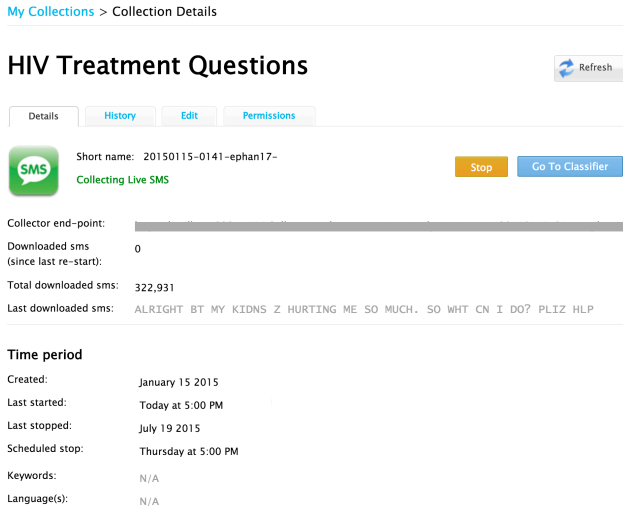 My Collections > Collection Details
HIV Treatment Questions
Refresh
Details History Edit Permissions
SMS
Short name: 20150115-0141-ephan17-
Collecting Live SMS
Stop
Go To Classifier
Collector end-point:
Downloaded sms
(since last re-start):
0
Total downloaded sms: 322,931
Last downloaded sms: ALRIGHT BT MY KIDNS Z HURTING ME SO MUCH. SO WHT CN I DO? PLIZ HLP
Time period
Created: January 15 2015
Last started: Today at 5:00 PM
Last stopped: July 19 2015
Scheduled stop: Thursday at 5:00 PM
Keywords: N/A
Language(s): N/A